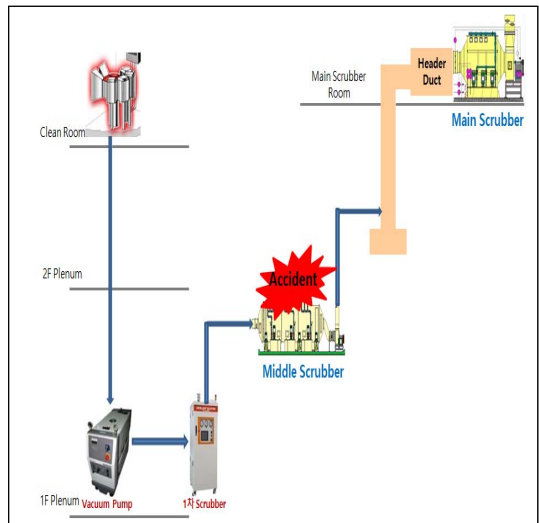 Header
Duct
Main Scrubber
Room
Main Scrubber
Clean Room
2F Plenum
Accident
Middle Scrubber
1F Plenum
Vacuum Pump
1차 Scrubber